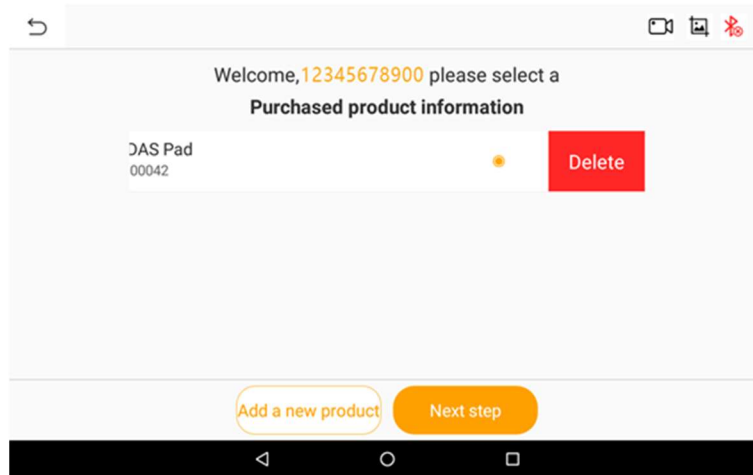 Welcome,12345678900 please select a
Purchased product information
DAS Pad
00042
Delete
Add a new product
Next step